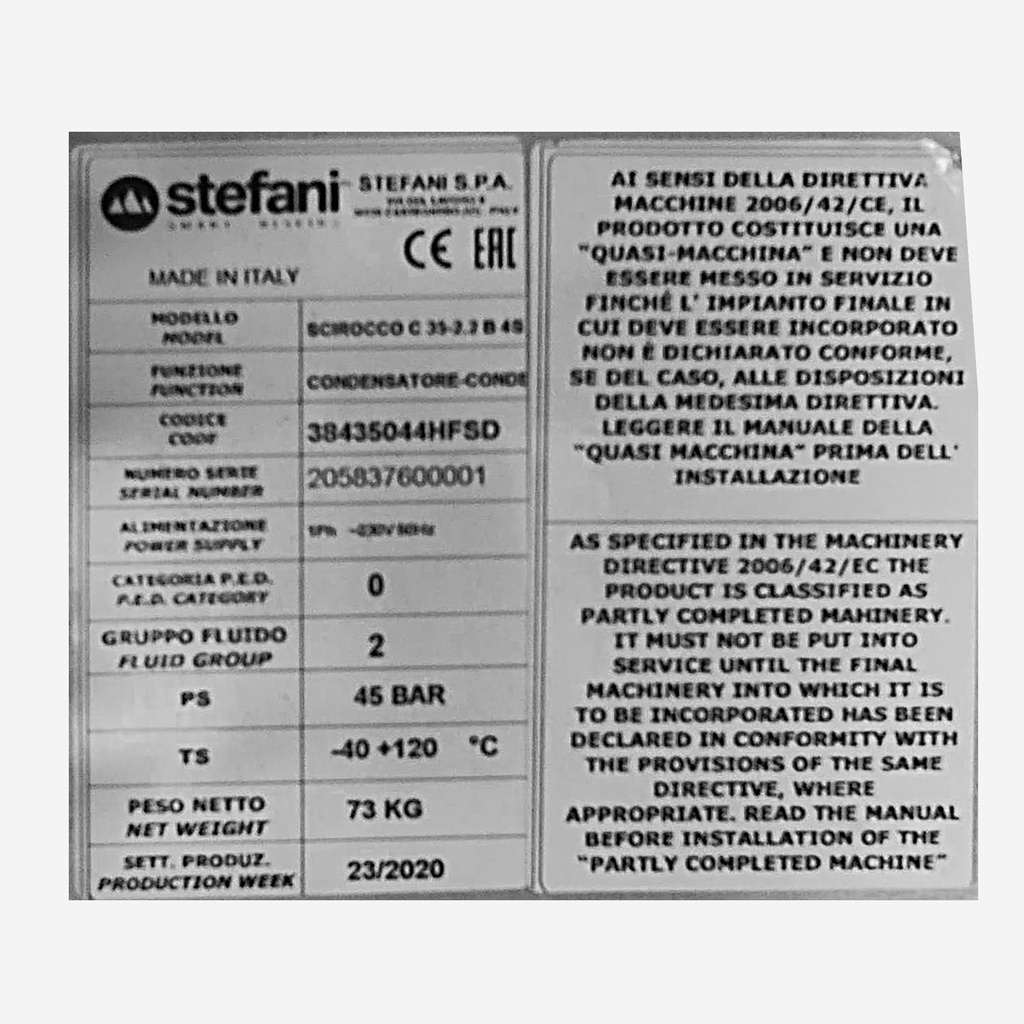 stefani
STEFANI S.P.A.
CE EAC
MADE IN ITALY
MODELLO
MODEL
SCIROCCO C 35-2.2 B 4S
FUNZIONE
FUNCTION
CONDENSATORE-CONDE
CODICE
CODE
38435044HFSD
NUMERO SERIE
SERIAL NUMBER
205837600001
ALIMENTAZIONE
POWER SUPPLY
1Ph ~230V 50Hz
CATEGORIA P.E.D.
P.E.D. CATEGORY
0
GRUPPO FLUIDO
FLUID GROUP
2
PS
45 BAR
TS
-40 +120 °C
PESO NETTO
NET WEIGHT
73 KG
SETT. PRODUZ.
PRODUCTION WEEK
23/2020
AI SENSI DELLA DIRETTIVA
MACCHINE 2006/42/CE, IL
PRODOTTO COSTITUISCE UNA
"QUASI-MACCHINA" E NON DEVE
ESSERE MESSO IN SERVIZIO
FINCHÉ L' IMPIANTO FINALE IN
CUI DEVE ESSERE INCORPORATO
NON È DICHIARATO CONFORME,
SE DEL CASO, ALLE DISPOSIZIONI
DELLA MEDESIMA DIRETTIVA.
LEGGERE IL MANUALE DELLA
"QUASI MACCHINA" PRIMA DELL'
INSTALLAZIONE
AS SPECIFIED IN THE MACHINERY
DIRECTIVE 2006/42/EC THE
PRODUCT IS CLASSIFIED AS
PARTLY COMPLETED MAHINERY.
IT MUST NOT BE PUT INTO
SERVICE UNTIL THE FINAL
MACHINERY INTO WHICH IT IS
TO BE INCORPORATED HAS BEEN
DECLARED IN CONFORMITY WITH
THE PROVISIONS OF THE SAME
DIRECTIVE, WHERE
APPROPRIATE. READ THE MANUAL
BEFORE INSTALLATION OF THE
"PARTLY COMPLETED MACHINE"